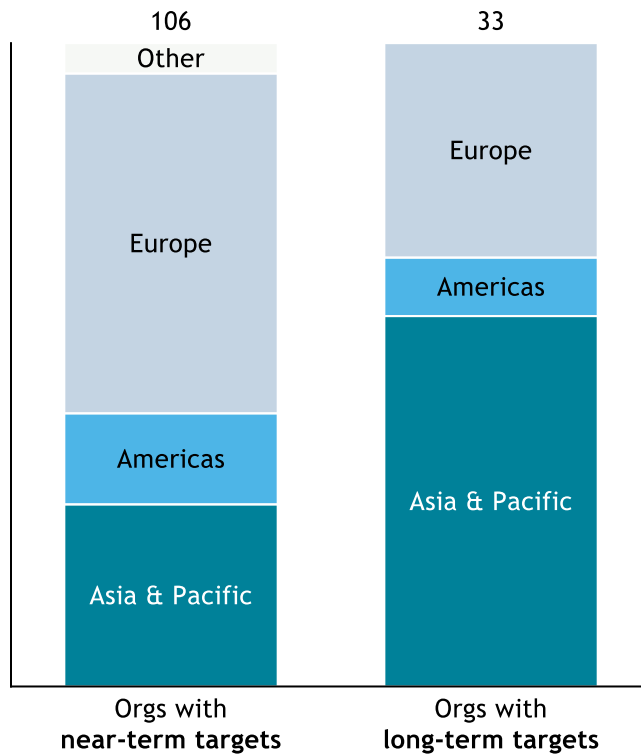 106
33
Other
Europe
Europe
Americas
Americas
Asia & Pacific
Asia & Pacific
Orgs with
near-term targets
Orgs with
long-term targets